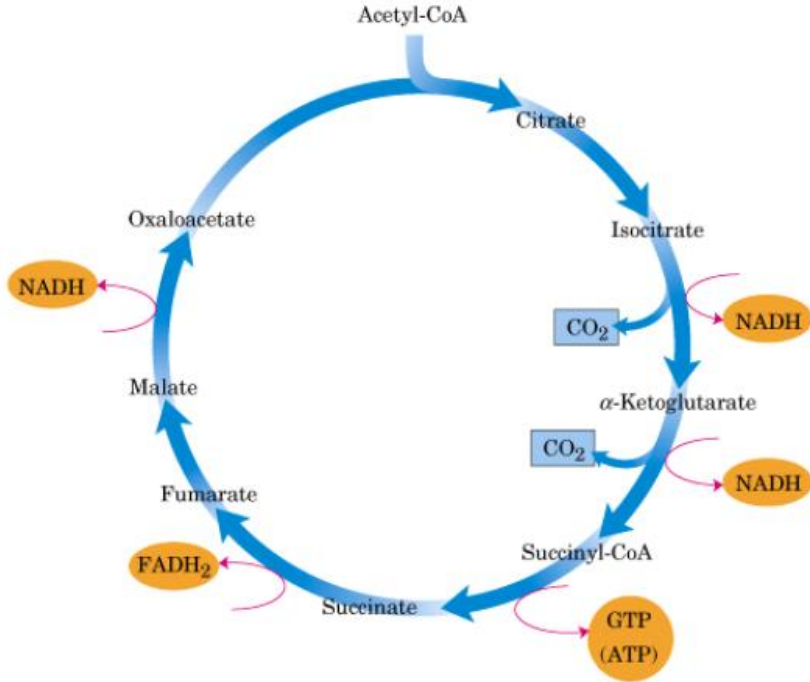 Acetyl-CoA
Citrate
Oxaloacetate
Isocitrate
NADH
CO₂
NADH
Malate
α-Ketoglutarate
CO₂
NADH
Fumarate
Succinyl-CoA
FADH₂
Succinate
GTP
(ATP)